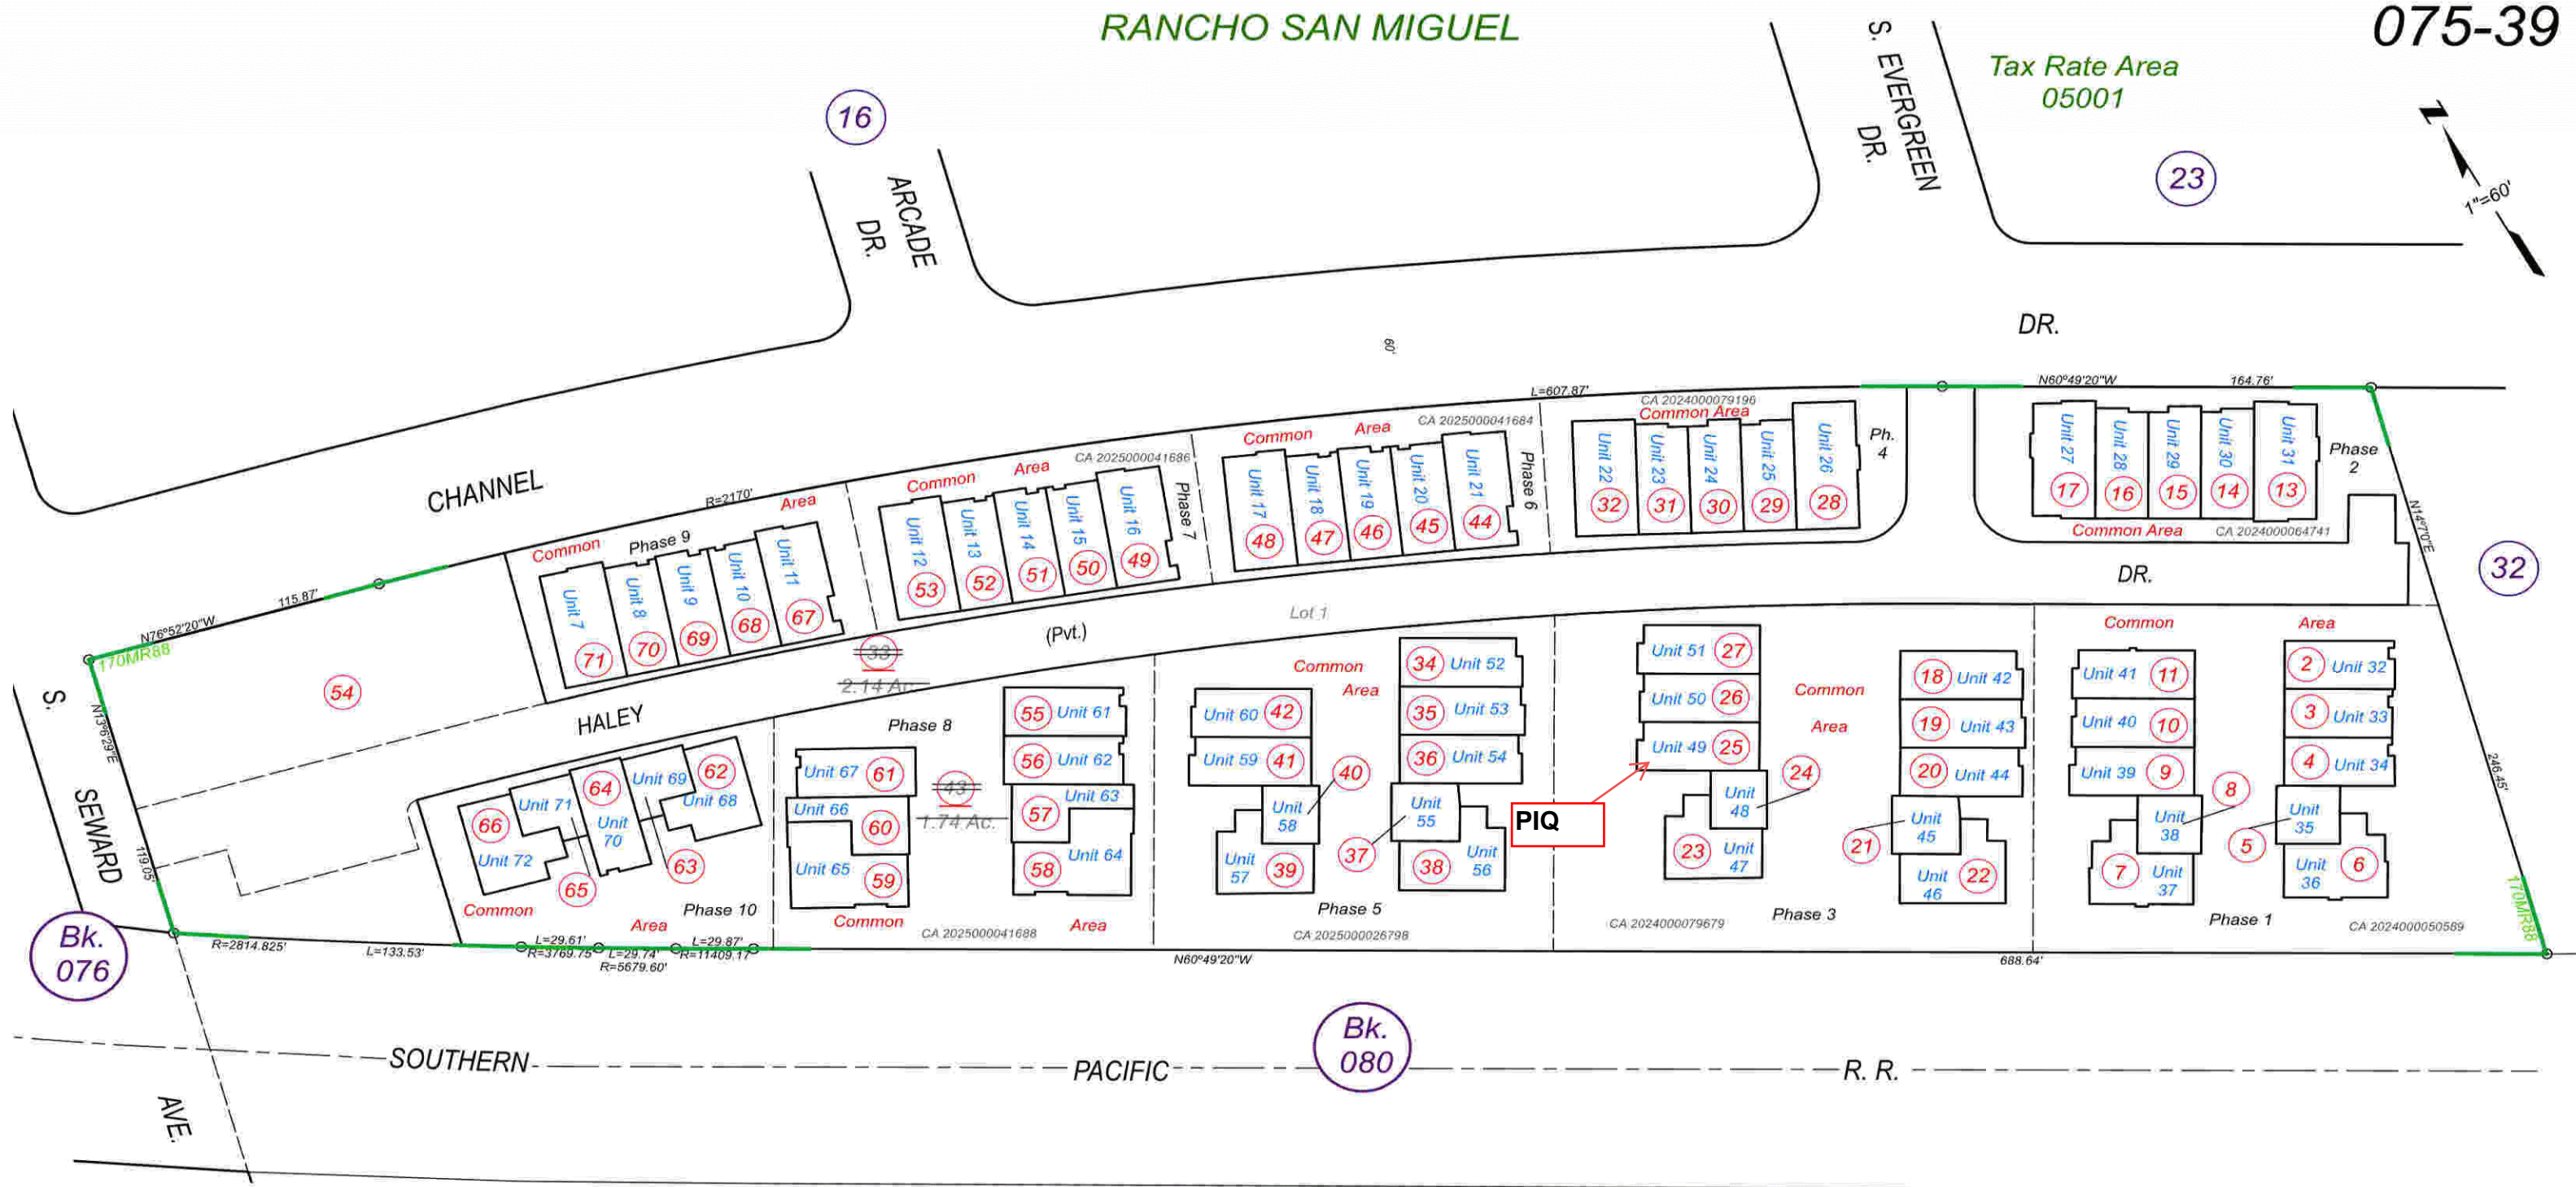 RANCHO SAN MIGUEL
075-39
Tax Rate Area
05001
16
23
32
N
1"=60'
S. EVERGREEN
DR.
ARCADE
DR.
CHANNEL
DR.
60'
L=607.87'
N60°49'20"W
164.76'
R=2170'
115.87'
N76°52'20"W
170MR88
N13°6'29"E
119.05'
S.
SEWARD
AVE.
54
Common
Phase 9
Area
Unit 7
Unit 8
Unit 9
Unit 10
Unit 11
71
70
69
68
67
Common
Area
CA 2025000041686
Unit 12
Unit 13
Unit 14
Unit 15
Unit 16
53
52
51
50
49
Phase 7
Common
Area
CA 2025000041684
Unit 17
Unit 18
Unit 19
Unit 20
Unit 21
48
47
46
45
44
Phase 6
CA 2024000079196
Common Area
Unit 22
Unit 23
Unit 24
Unit 25
Unit 26
32
31
30
29
28
Ph.
4
Unit 27
Unit 28
Unit 29
Unit 30
Unit 31
17
16
15
14
13
Phase
2
Common Area
CA 2024000064741
N14°7'0"E
246.45'
170MR88
HALEY
(Pvt.)
Lot 1
DR.
33
2.14 Ac.
66
Unit 71
64
Unit 69
62
Unit 68
Unit 72
Unit
70
65
63
Common
Area
Phase 10
Phase 8
Unit 67
61
Unit 66
60
Unit 65
59
43
1.74 Ac.
55
Unit 61
56
Unit 62
57
Unit 63
58
Unit 64
Common
CA 2025000041688
Area
Common
Area
Unit 60
42
Unit 59
41
40
Unit
58
Unit
57
39
34
Unit 52
35
Unit 53
36
Unit 54
Unit
55
37
38
Unit
56
Phase 5
CA 2025000026798
PIQ
Unit 51
27
Unit 50
26
Unit 49
25
24
Unit
48
23
Unit
47
Common
Area
18
Unit 42
19
Unit 43
20
Unit 44
Unit
45
21
Unit
46
22
CA 2024000079679
Phase 3
Common
Area
Unit 41
11
Unit 40
10
Unit 39
9
8
Unit
38
7
Unit
37
2
Unit 32
3
Unit 33
4
Unit 34
Unit
35
5
Unit
36
6
Phase 1
CA 2024000050589
Bk.
076
R=2814.825'
L=133.53'
L=29.61'
R=3769.75'
L=29.74'
R=5679.60'
L=29.87'
R=11409.17'
N60°49'20"W
688.64'
Bk.
080
SOUTHERN
PACIFIC
R. R.